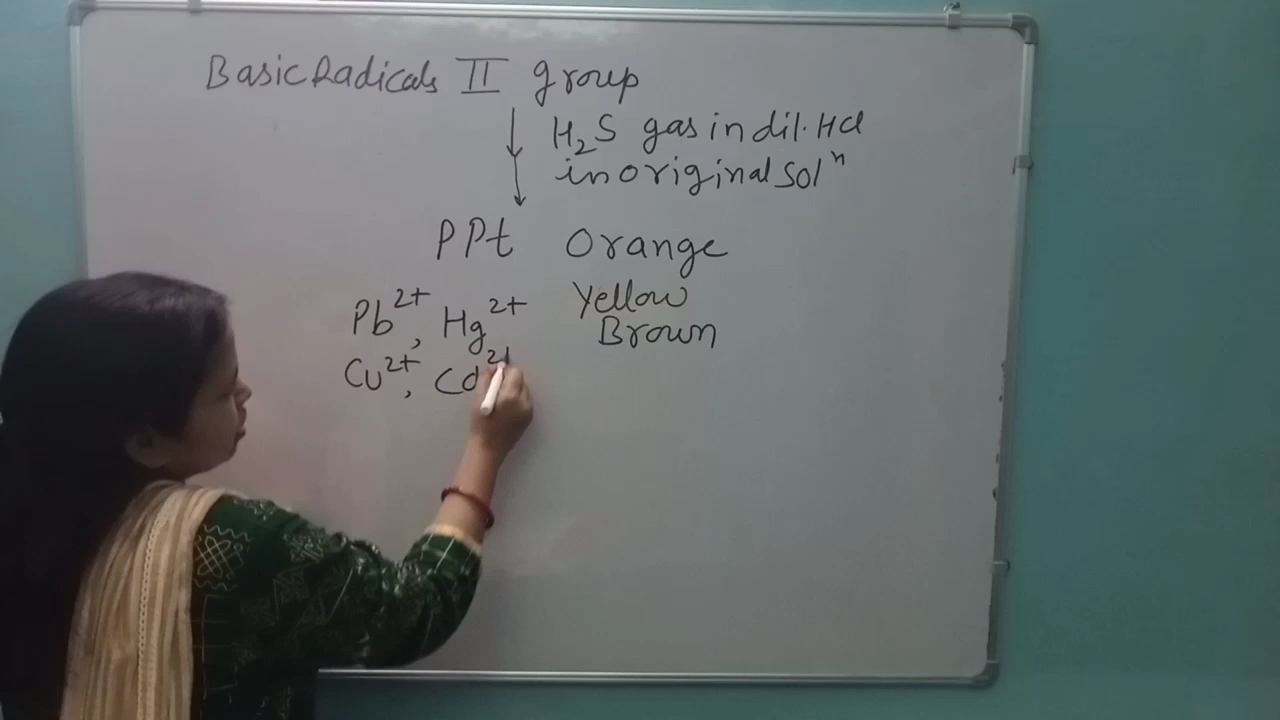 Basic Radicals II group
H₂S gas in dil. HCl
in original Solⁿ
PPt Orange
Yellow
Pb²⁺, Hg²⁺
Brown
Cu²⁺, Cd²⁺